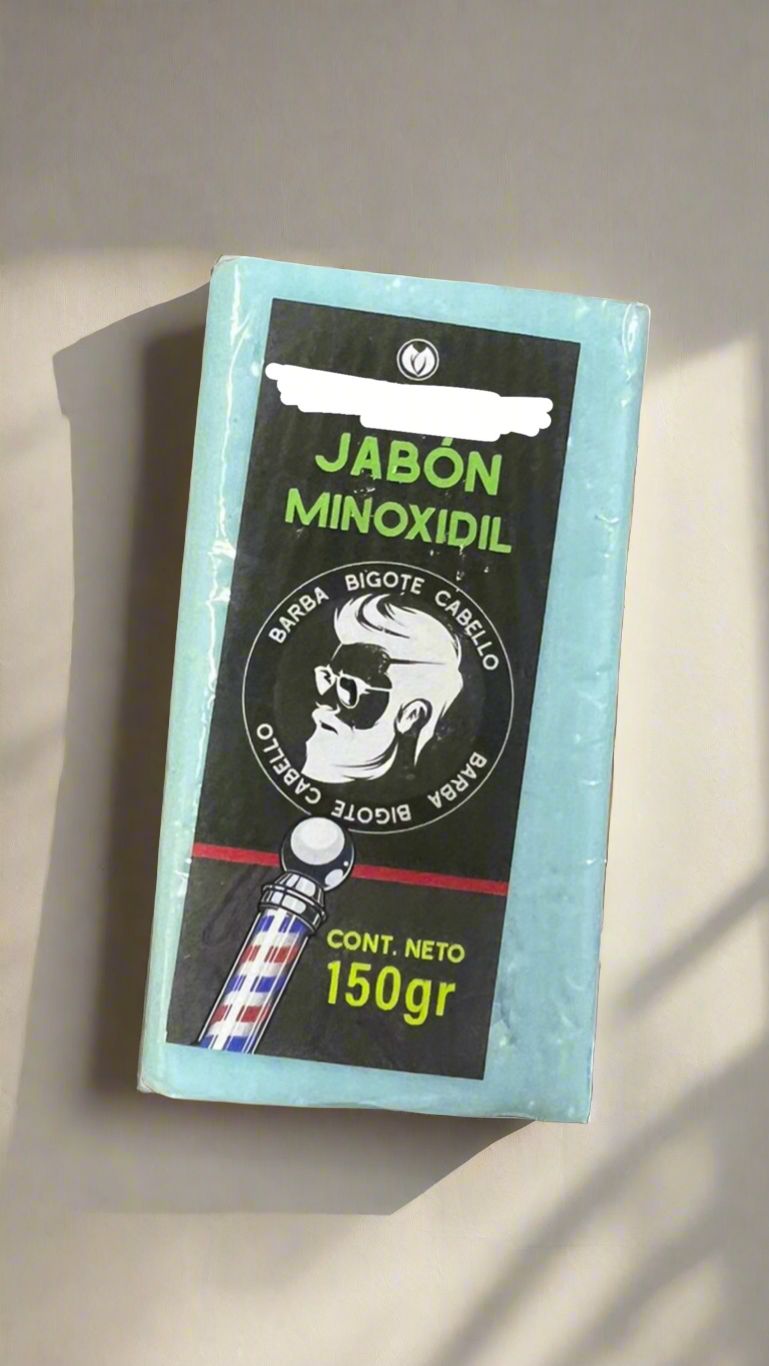 JABÓN
MINOXIDIL
BARBA BIGOTE CABELLO
BARBA BIGOTE CABELLO
CONT. NETO
150gr